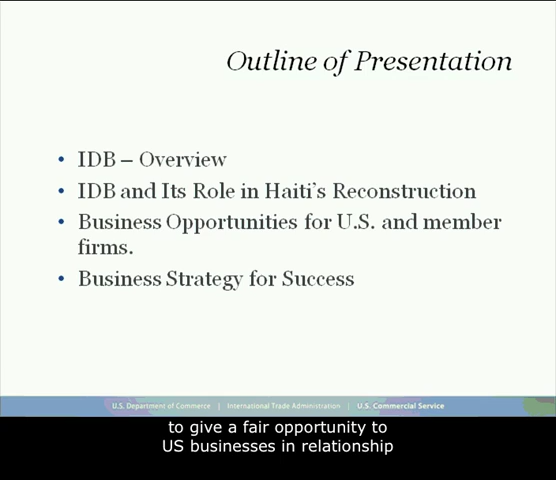 Outline of Presentation
• IDB – Overview
• IDB and Its Role in Haiti's Reconstruction
• Business Opportunities for U.S. and member
firms.
• Business Strategy for Success
U.S. Department of Commerce | International Trade Administration | U.S. Commercial Service
to give a fair opportunity to
US businesses in relationship